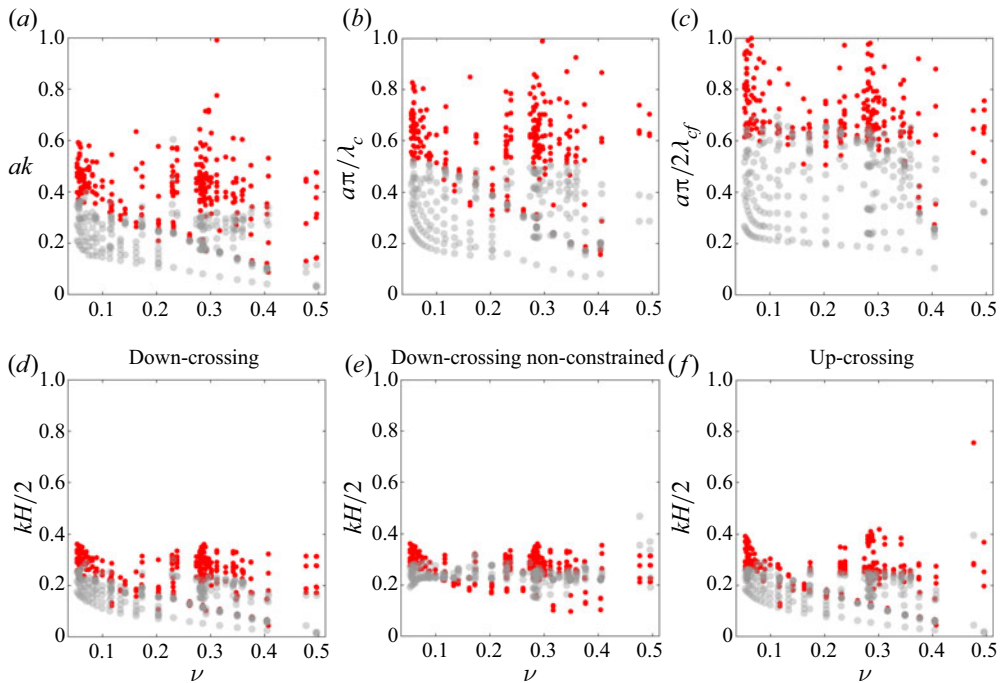 (a) (b) (c)
1.0 1.0 1.0
0.8 0.8 0.8
0.6 0.6 0.6
ak aπ/λc aπ/2λcf
0.4 0.4 0.4
0.2 0.2 0.2
0 0 0
0.1 0.2 0.3 0.4 0.5 0.1 0.2 0.3 0.4 0.5 0.1 0.2 0.3 0.4 0.5
(d) Down-crossing (e) Down-crossing non-constrained (f) Up-crossing
1.0 1.0 1.0
0.8 0.8 0.8
0.6 0.6 0.6
kH/2 kH/2 kH/2
0.4 0.4 0.4
0.2 0.2 0.2
0 0 0
0.1 0.2 0.3 0.4 0.5 0.1 0.2 0.3 0.4 0.5 0.1 0.2 0.3 0.4 0.5
ν ν ν